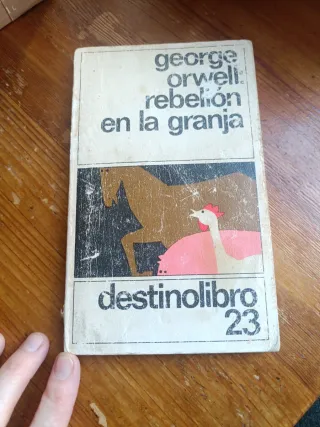 george
orwell:
rebelión
en la granja
destinolibro
23